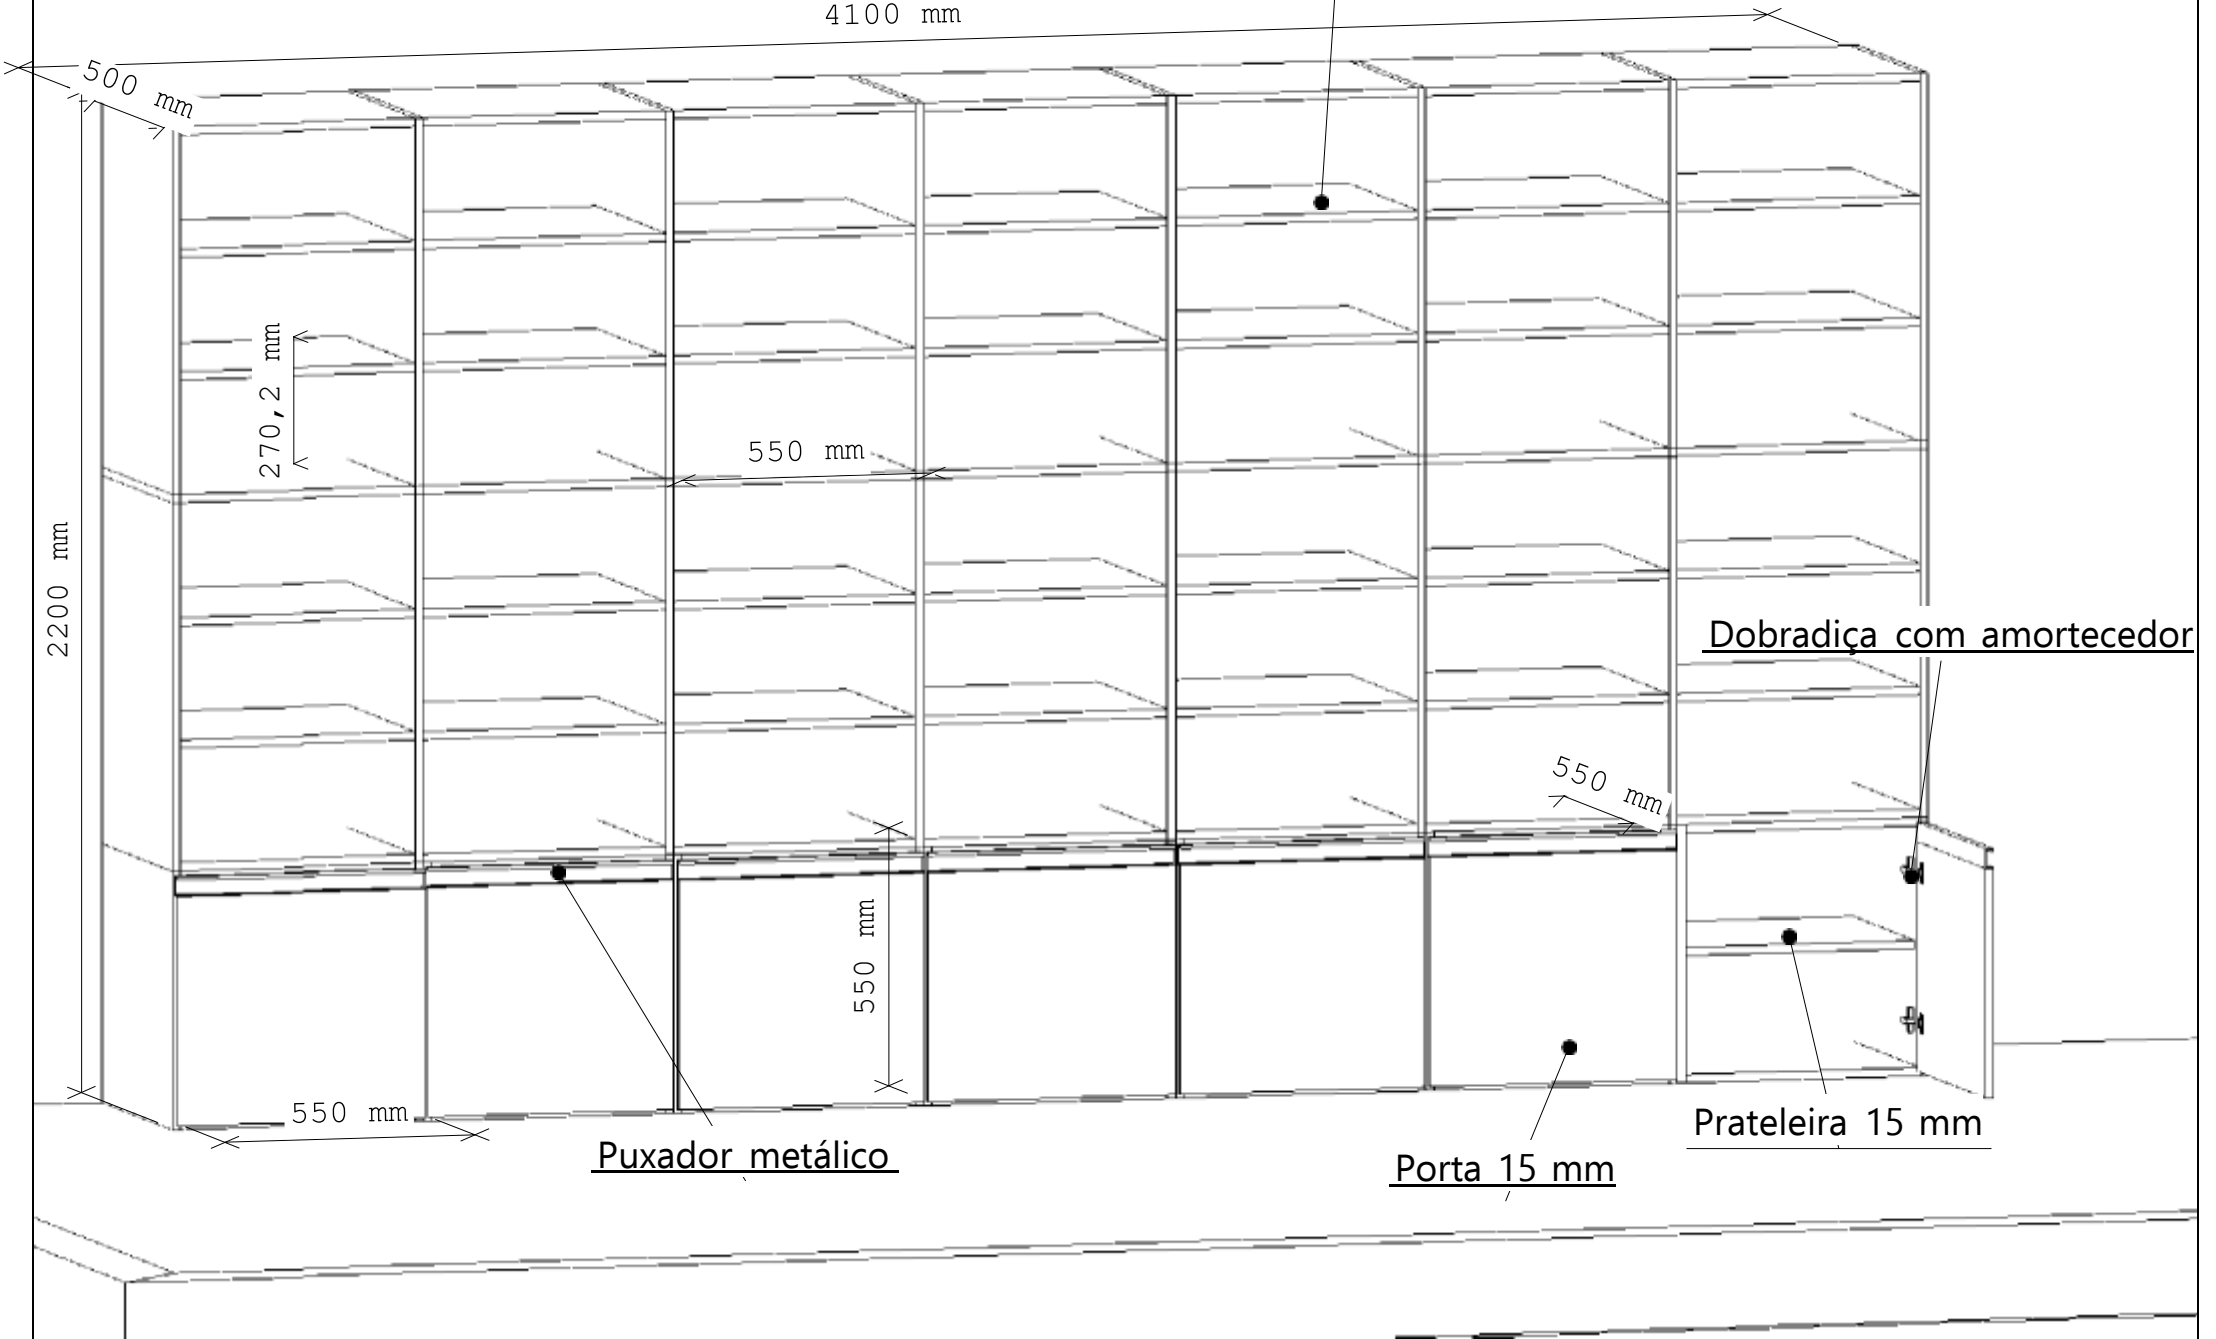 4100 mm
500 mm
270,2 mm
550 mm
2200 mm
Dobradiça com amortecedor
550 mm
550 mm
550 mm
Prateleira 15 mm
Puxador metálico
Porta 15 mm